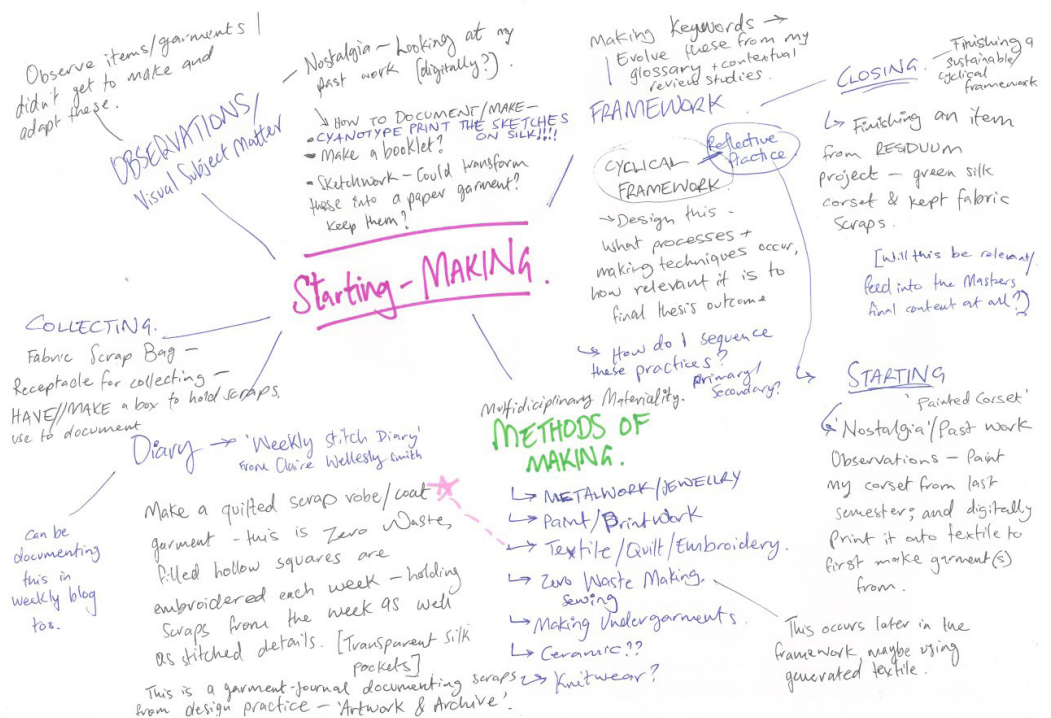 Observe items/garments I
didn't get to make and
adapt these.
OBSERVATIONS/
Visual Subject Matter
Nostalgia – Looking at my
past work [digitally?].
↳ HOW TO DOCUMENT/MAKE –
• CYANOTYPE PRINT THE SKETCHES
ON SILK!!!!
• Make a booklet?
• Sketchwork – Could transform
these into a paper garment?
Keep them?
Making Keywords →
Evolve these from my
glossary + contextual
review studies.
FRAMEWORK
CYCLICAL
FRAMEWORK.
Reflective
Practice.
→ Design this –
what processes +
making techniques occur,
how relevant it is to
final thesis outcome
↳ How do I sequence
these practices?
Primary/
Secondary?
CLOSING.
Finishing a
sustainable/
cyclical
framework
↳ Finishing an item
from RESIDUUM
project – green silk
corset & kept fabric
scraps.
[Will this be relevant/
feed into the Masters
final content at all?]
Starting – MAKING.
COLLECTING.
Fabric Scrap Bag –
Receptacle for collecting –
HAVE//MAKE a box to hold scraps.
use to document
Diary → 'Weekly Stitch Diary'
From Claire Wellesly smith
can be
documenting
this in
weekly blog
too.
Make a quilted scrap robe/coat
garment – this is Zero Waste,
filled hollow squares are
embroidered each week – holding
scraps from the week as well
as stitched details. [Transparent silk
pockets]
This is a garment-journal documenting scraps
from design practice – 'Artwork & Archive'.
Multidiciplinary Materiality.
METHODS OF
MAKING.
↳ METALWORK/JEWELLRY
↳ Paint/Printwork
↳ Textile/Quilt/Embroidery.
↳ Zero Waste Making,
sewing
↳ Making Undergarments.
↳ Ceramic??
↳ Knitwear?
STARTING
'Painted Corset'
'Nostalgia'/Past work
Observations – Paint
my corset from last
semester; and digitally
Print it onto textile to
first make garment(s)
from.
This occurs later in the
framework, maybe using
generated textile.